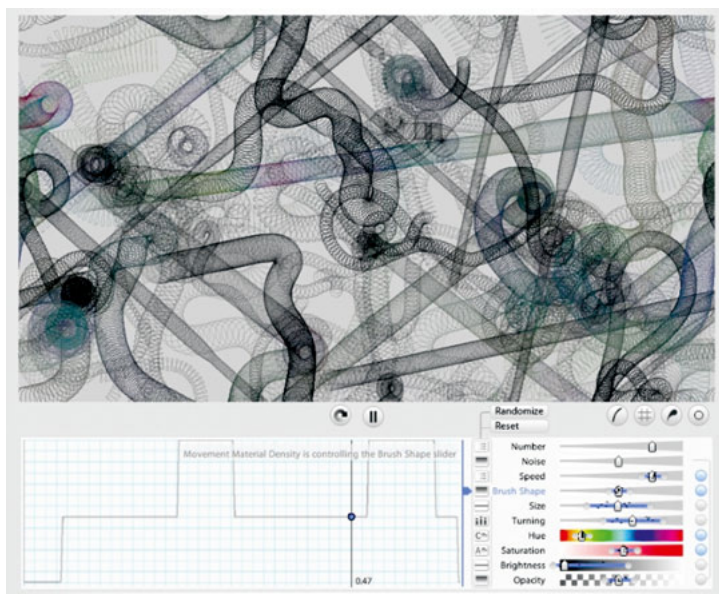 Randomize
Reset
Movement Material Density is controlling the Brush Shape slider
0.47
Number
Noise
Speed
Brush Shape
Size
Turning
Hue
Saturation
Brightness
Opacity